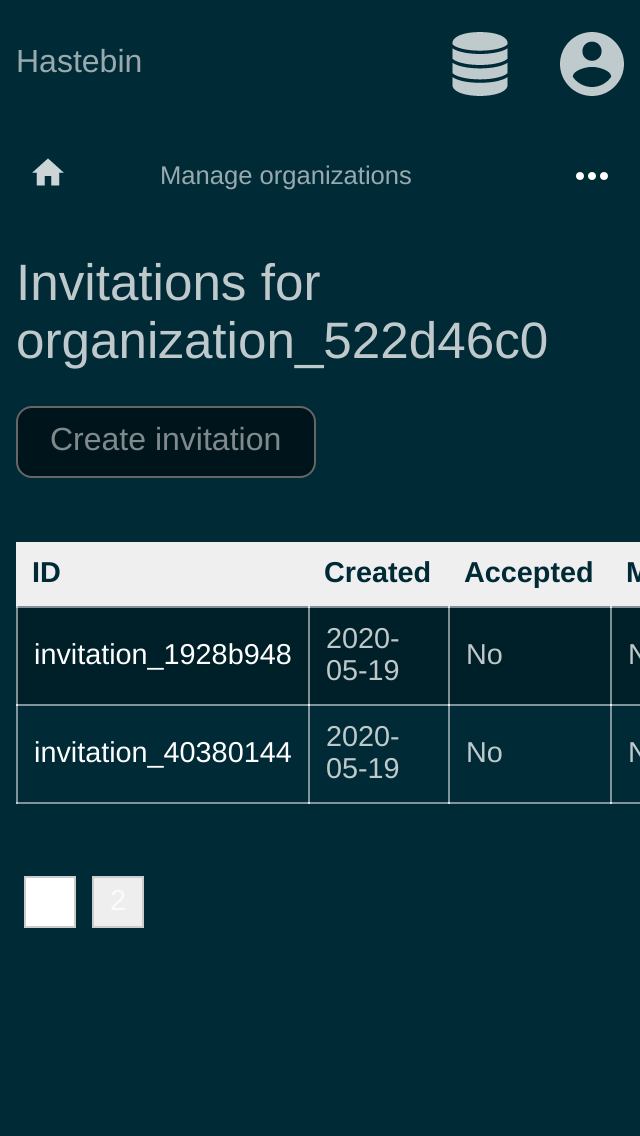 Hastebin
Manage organizations
Invitations for
organization_522d46c0
Create invitation
ID Created Accepted
invitation_1928b948 2020-05-19 No
invitation_40380144 2020-05-19 No
2